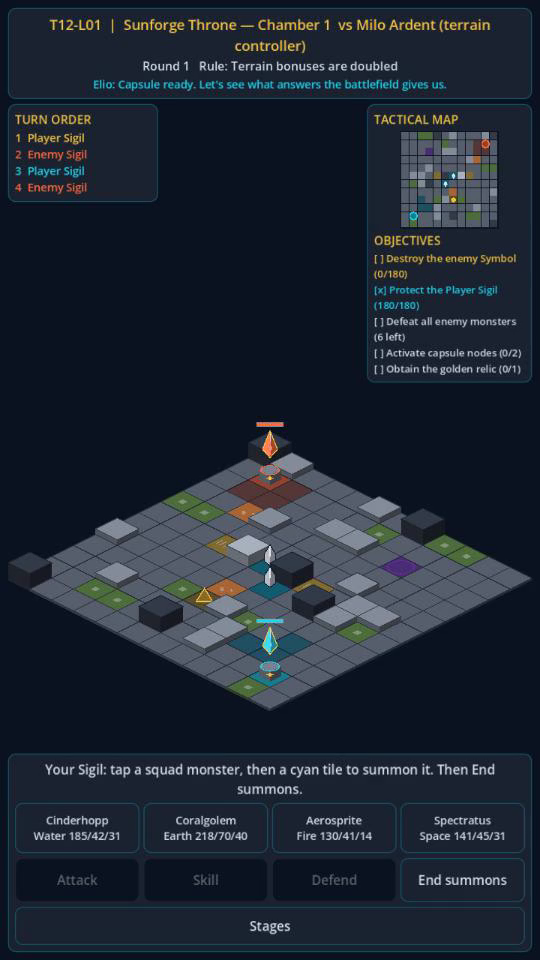 T12-L01 | Sunforge Throne — Chamber 1 vs Milo Ardent (terrain
controller)
Round 1 Rule: Terrain bonuses are doubled
Elio: Capsule ready. Let's see what answers the battlefield gives us.
TURN ORDER
1 Player Sigil
2 Enemy Sigil
3 Player Sigil
4 Enemy Sigil
TACTICAL MAP
OBJECTIVES
[ ] Destroy the enemy Symbol
(0/180)
[x] Protect the Player Sigil
(180/180)
[ ] Defeat all enemy monsters
(6 left)
[ ] Activate capsule nodes (0/2)
[ ] Obtain the golden relic (0/1)
Your Sigil: tap a squad monster, then a cyan tile to summon it. Then End
summons.
Cinderhopp
Water 185/42/31
Coralgolem
Earth 218/70/40
Aerosprite
Fire 130/41/14
Spectratus
Space 141/45/31
Attack
Skill
Defend
End summons
Stages